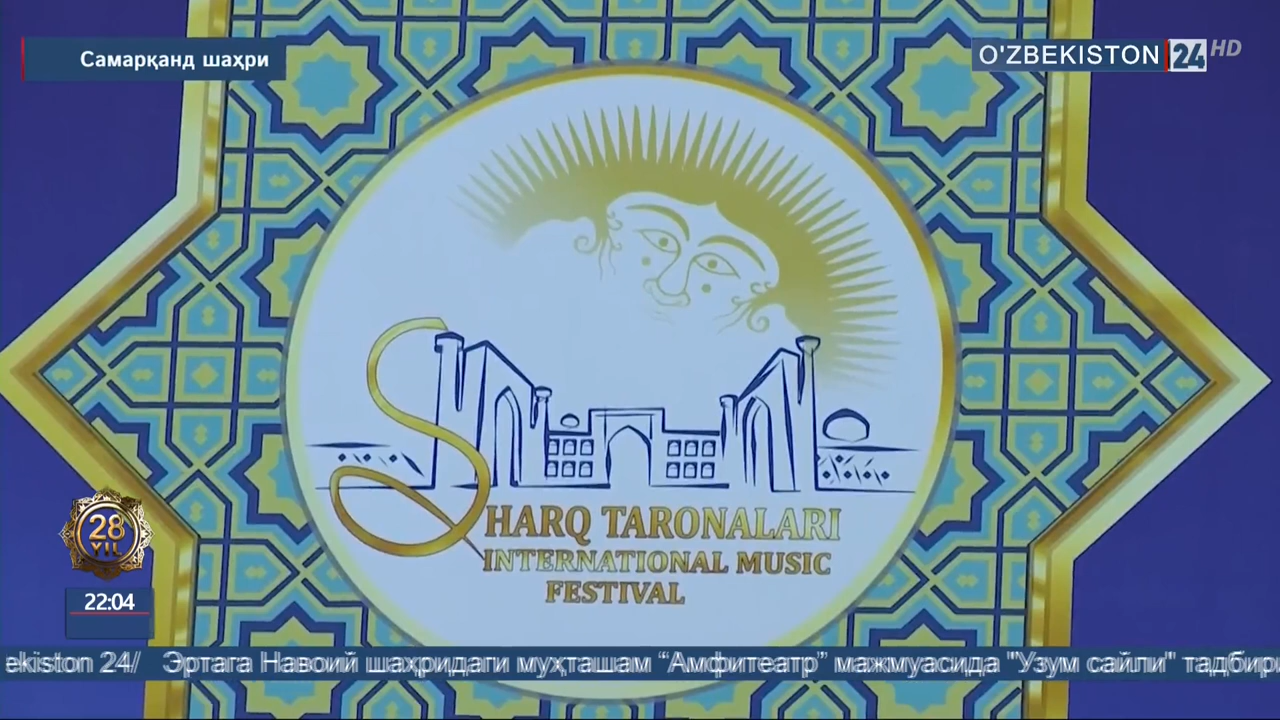 Самарқанд шаҳри
O'ZBEKISTON 24 HD
SHARQ TARONALARI
INTERNATIONAL MUSIC
FESTIVAL
28
YIL
22:04
ekiston 24/ Эртага Навоий шаҳридаги муҳташам “Амфитеатр” мажмуасида "Узум сайли" тадбири